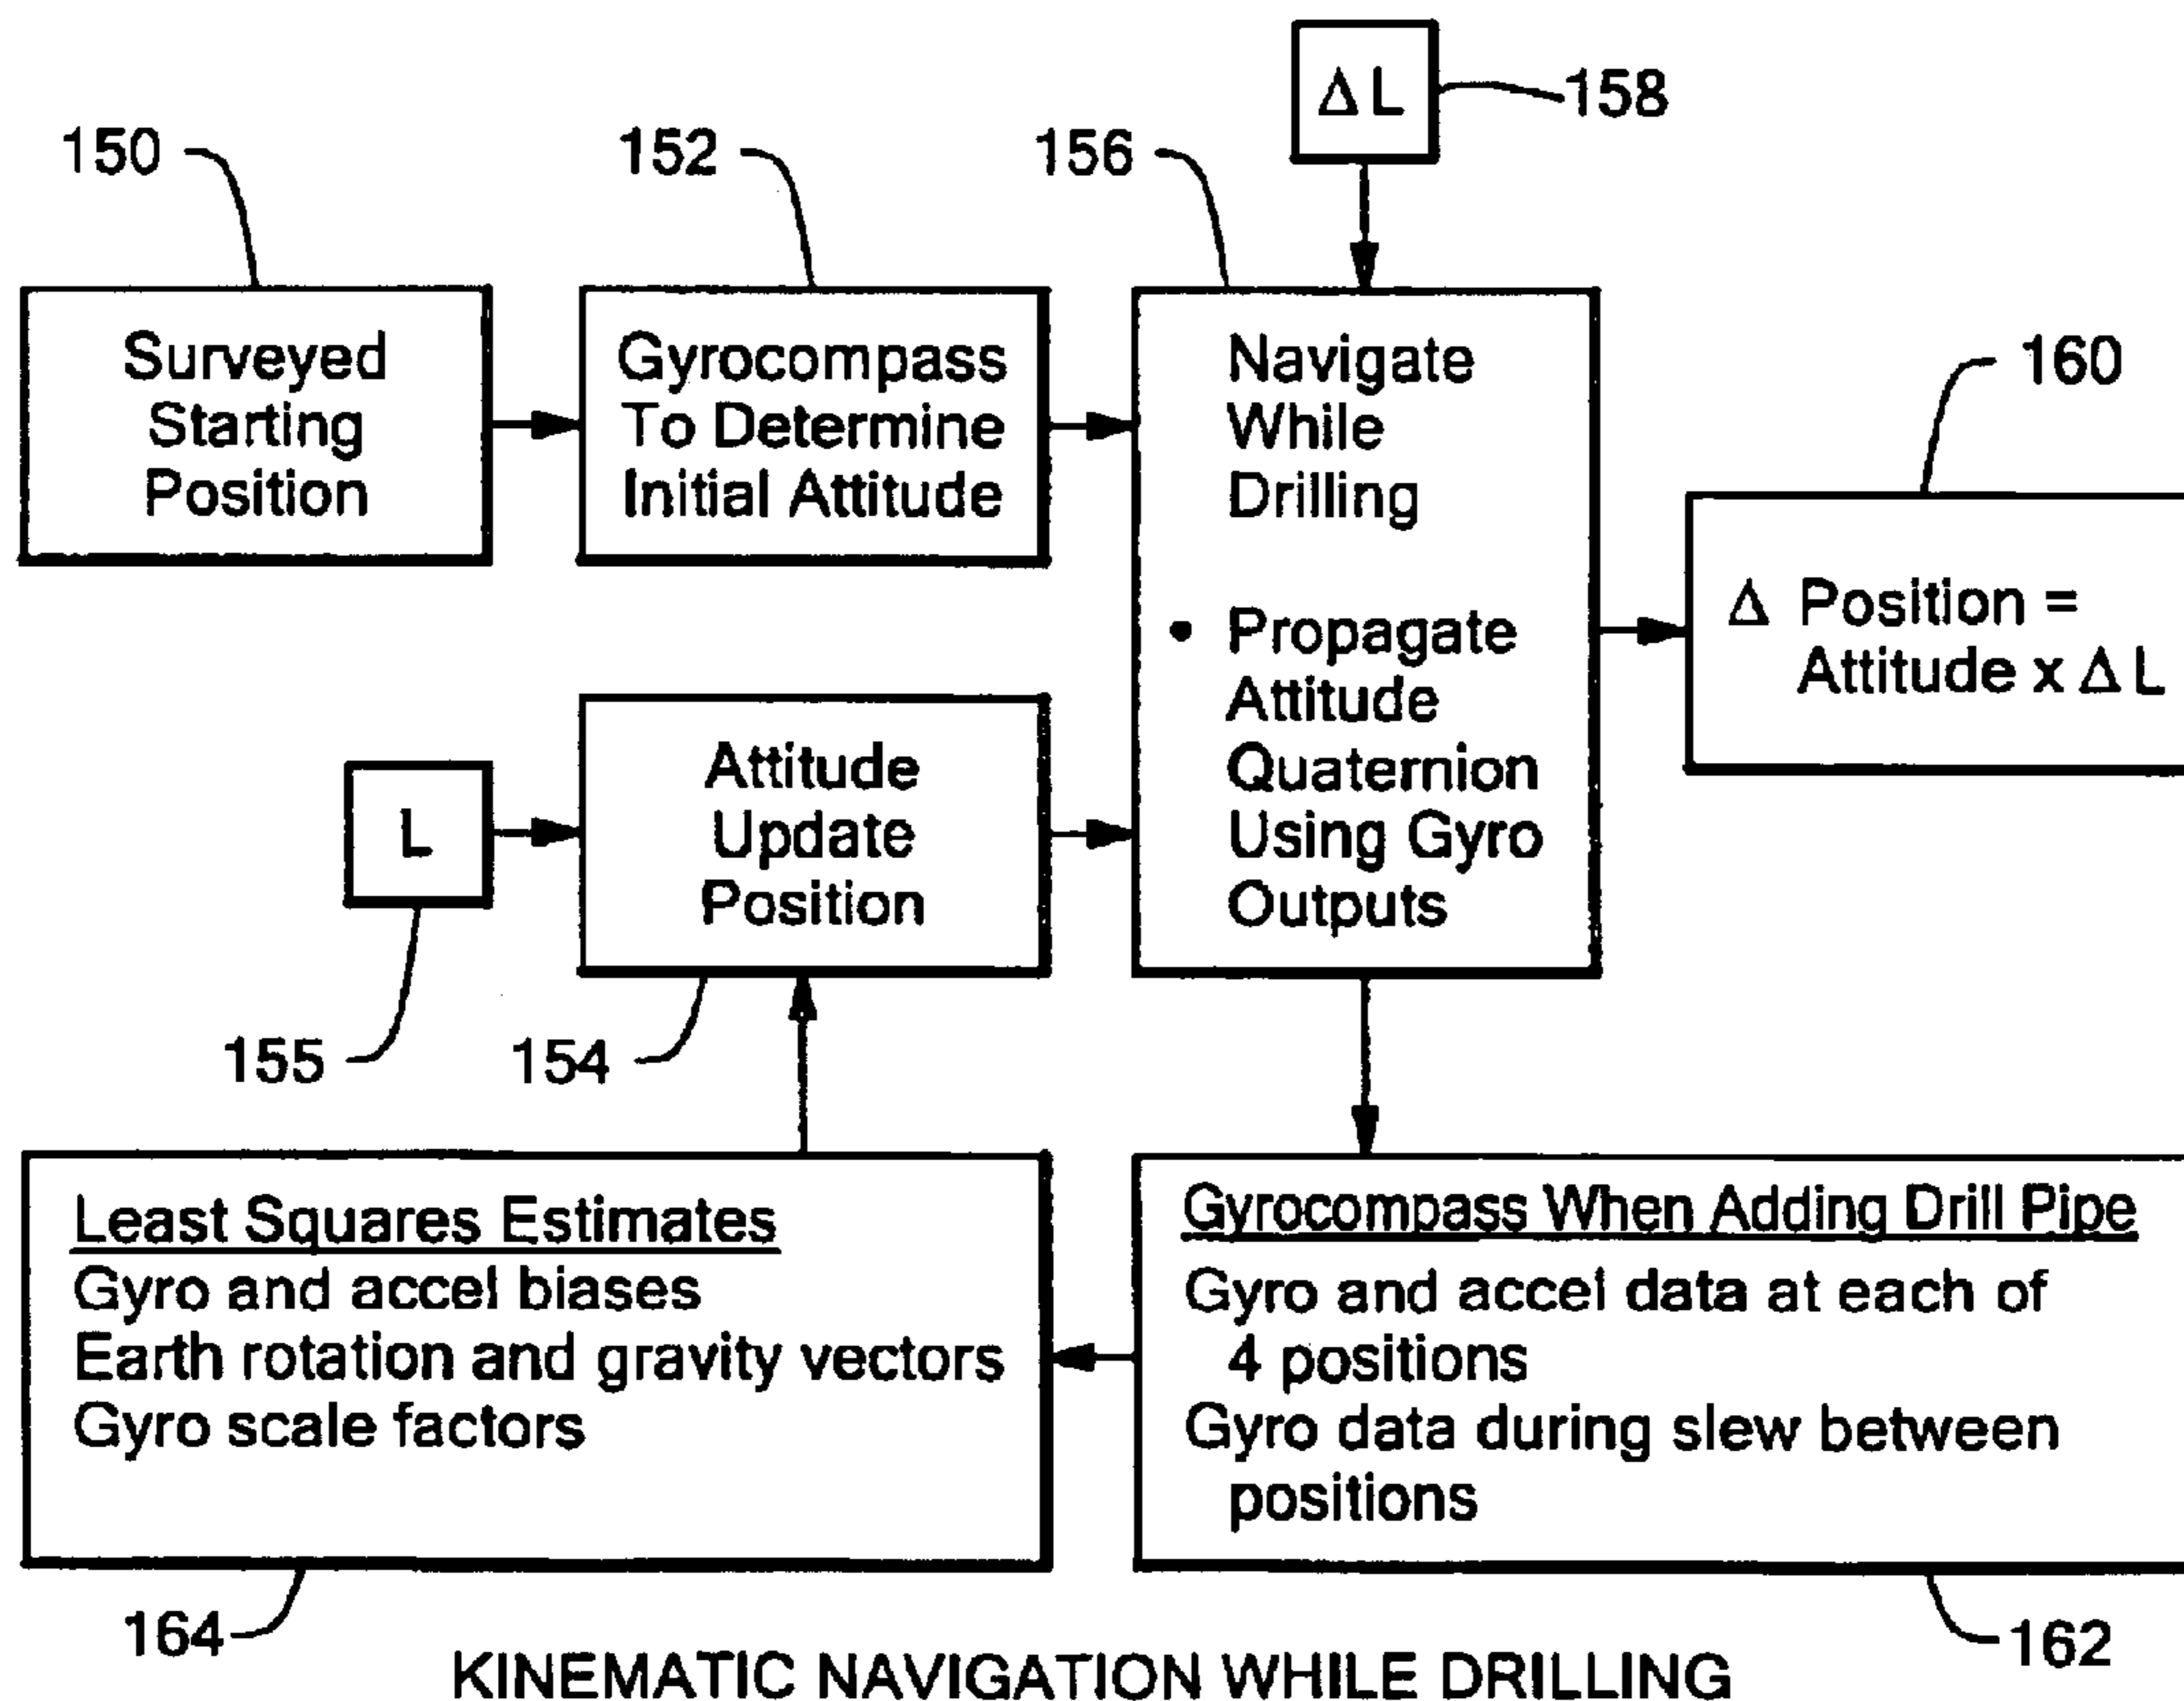 ΔL
158
150
152
156
Surveyed
Starting
Position
Gyrocompass
To Determine
Initial Attitude
Navigate
While
Drilling
• Propagate
Attitude
Quaternion
Using Gyro
Outputs
160
Δ Position =
Attitude x Δ L
L
155
Attitude
Update
Position
154
Least Squares Estimates
Gyro and accel biases
Earth rotation and gravity vectors
Gyro scale factors
164
Gyrocompass When Adding Drill Pipe
Gyro and accel data at each of
4 positions
Gyro data during slew between
positions
162
KINEMATIC NAVIGATION WHILE DRILLING